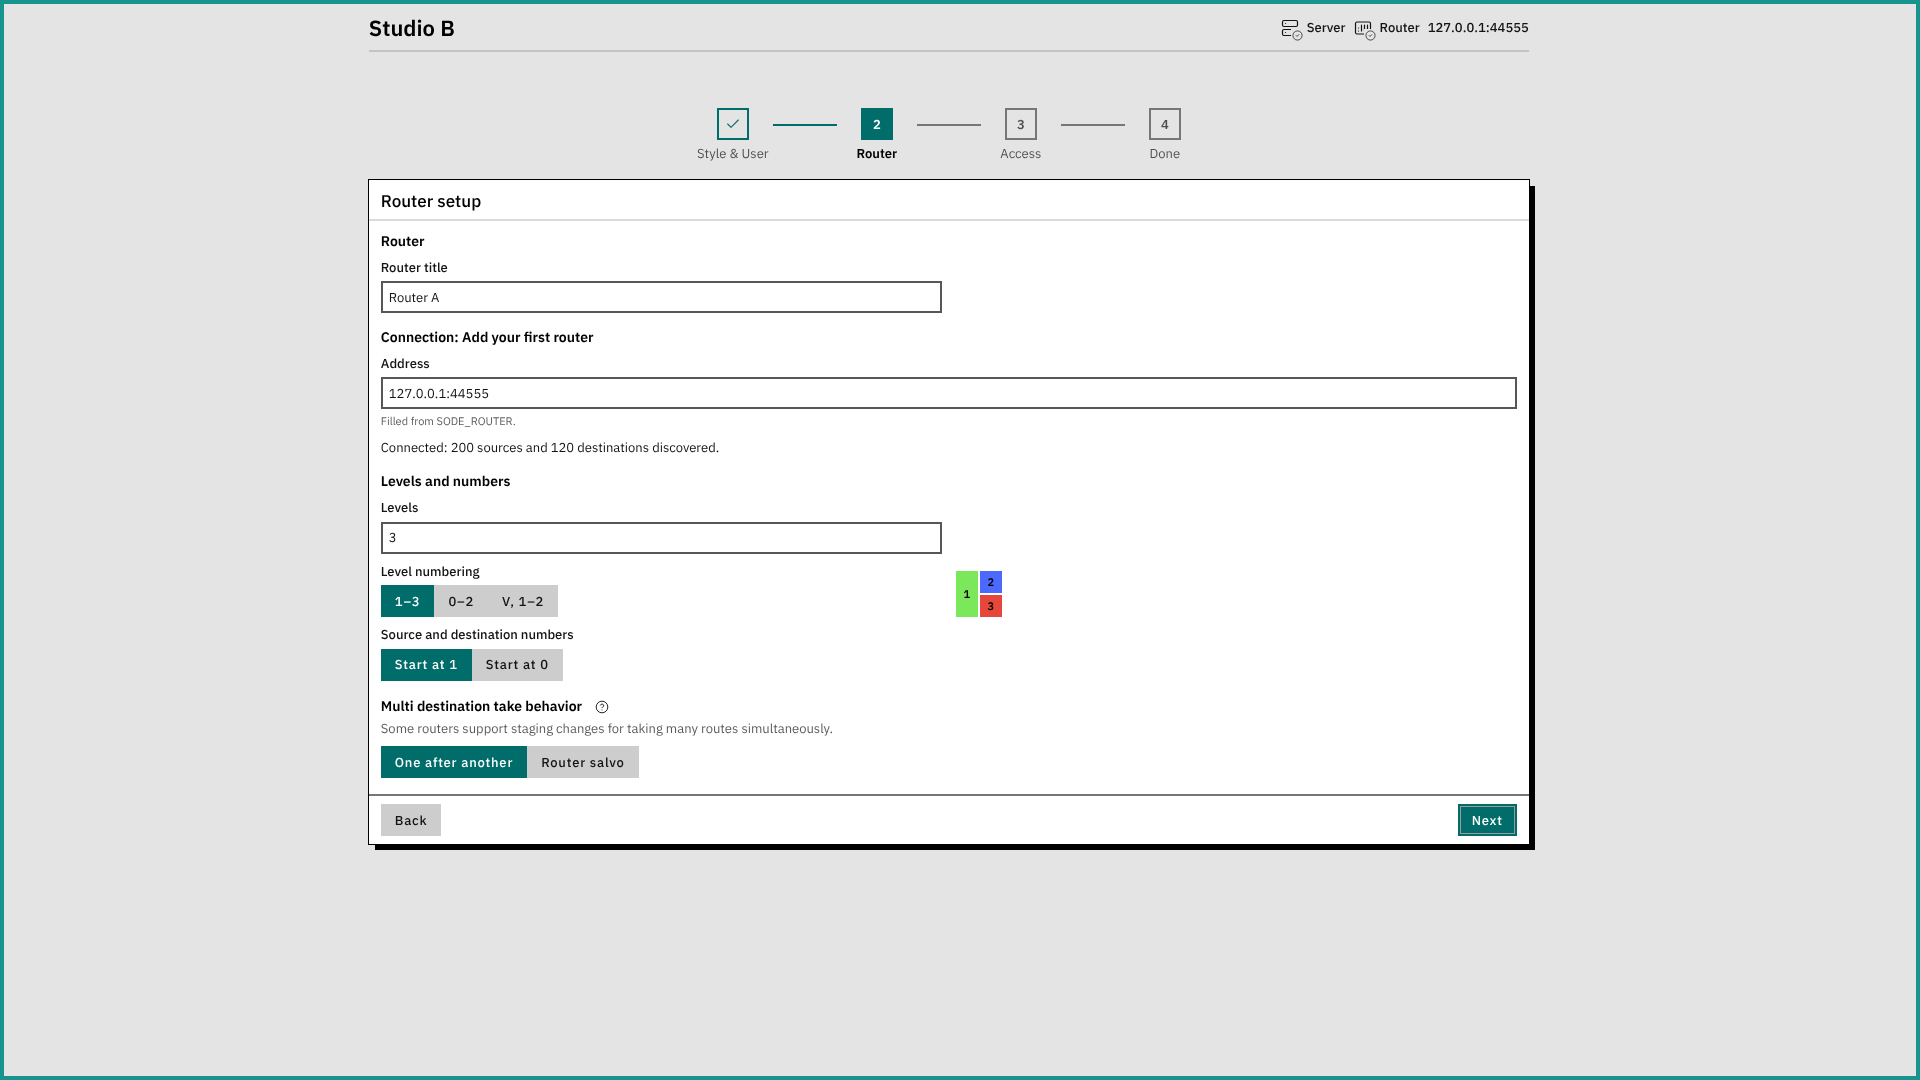 Studio B
Server Router 127.0.0.1:44555
2 3 4
Style & User Router Access Done
Router setup
Router
Router title
Router A
Connection: Add your first router
Address
127.0.0.1:44555
Filled from SODE_ROUTER.
Connected: 200 sources and 120 destinations discovered.
Levels and numbers
Levels
3
Level numbering
1–3 0–2 V, 1–2
1 2
3
Source and destination numbers
Start at 1 Start at 0
Multi destination take behavior ?
Some routers support staging changes for taking many routes simultaneously.
One after another Router salvo
Back Next